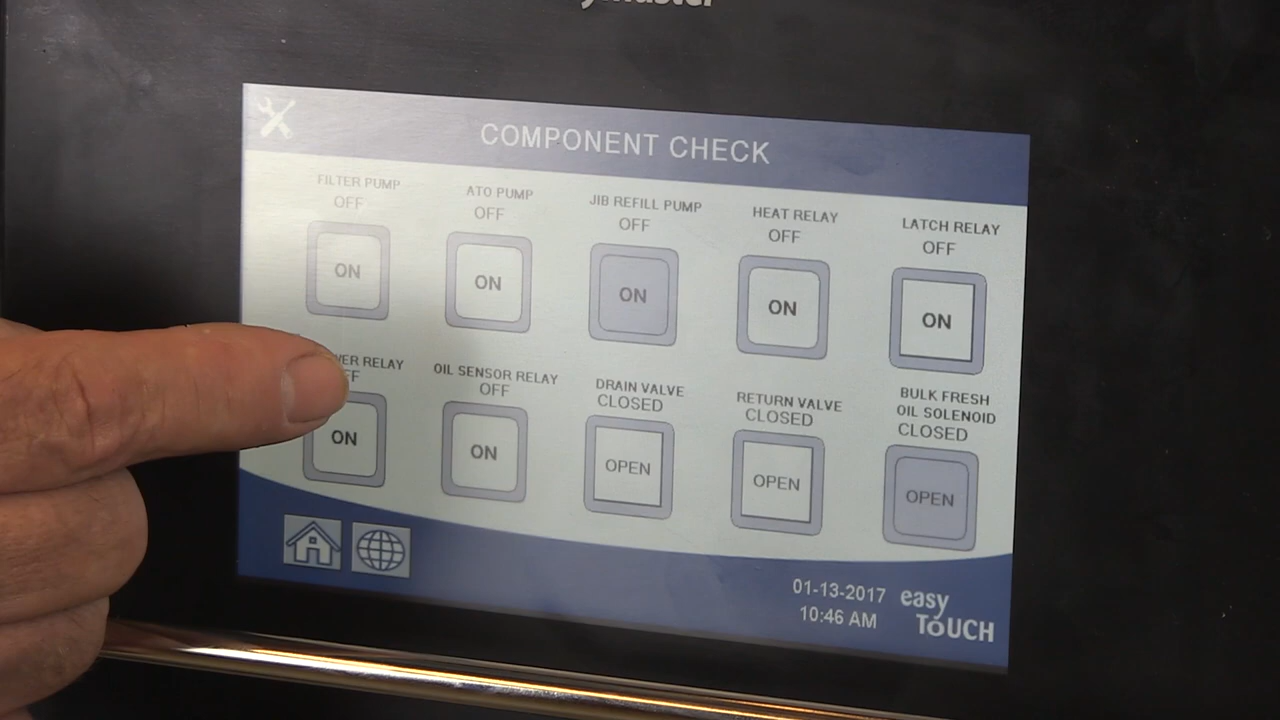 COMPONENT CHECK
FILTER PUMP
OFF
ON
ATO PUMP
OFF
ON
JIB REFILL PUMP
OFF
ON
HEAT RELAY
OFF
ON
LATCH RELAY
OFF
ON
RELAY
ON
OIL SENSOR RELAY
OFF
ON
DRAIN VALVE
CLOSED
OPEN
RETURN VALVE
CLOSED
OPEN
BULK FRESH
OIL SOLENOID
CLOSED
OPEN
01-13-2017
10:46 AM
easy
TOUCH